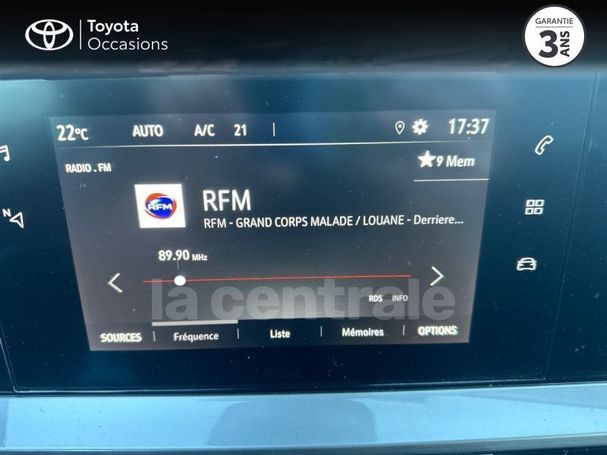 Toyota
Occasions
GARANTIE
3 ANS
22°C AUTO A/C 21 17:37
RADIO . FM
9 Mem
RFM
RFM
RFM - GRAND CORPS MALADE / LOUANE - Derriere...
89.90 MHz
la centrale
RDS INFO
SOURCES Fréquence Liste Mémoires OPTIONS
N